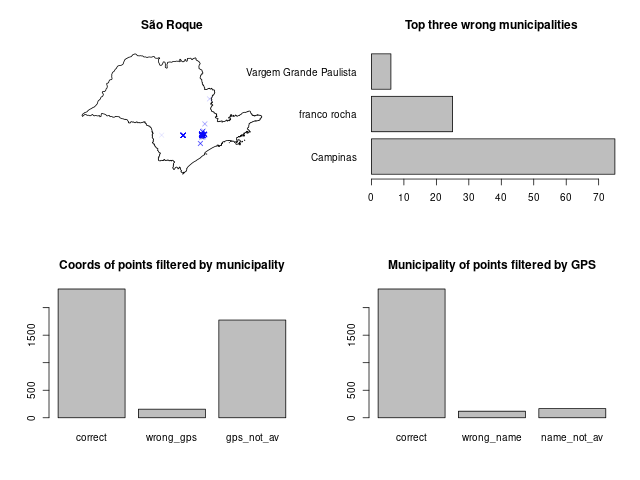 São Roque
Top three wrong municipalities
Vargem Grande Paulista
franco rocha
Campinas
0 10 20 30 40 50 60 70
Coords of points filtered by municipality
0 500 1500
correct wrong_gps gps_not_av
Municipality of points filtered by GPS
0 500 1500
correct wrong_name name_not_av